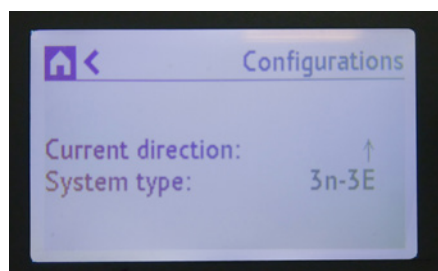 Configurations
Current direction: ↑
System type: 3n-3E